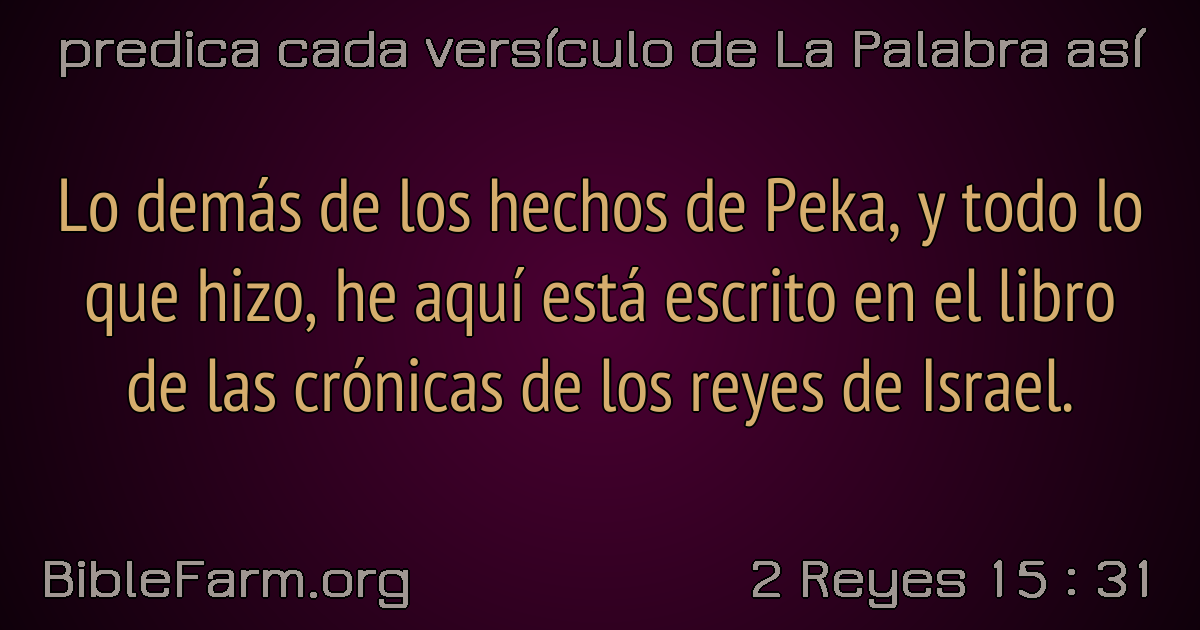 predica cada versículo de La Palabra así
Lo demás de los hechos de Peka, y todo lo
que hizo, he aquí está escrito en el libro
de las crónicas de los reyes de Israel.
BibleFarm.org
2 Reyes 15 : 31